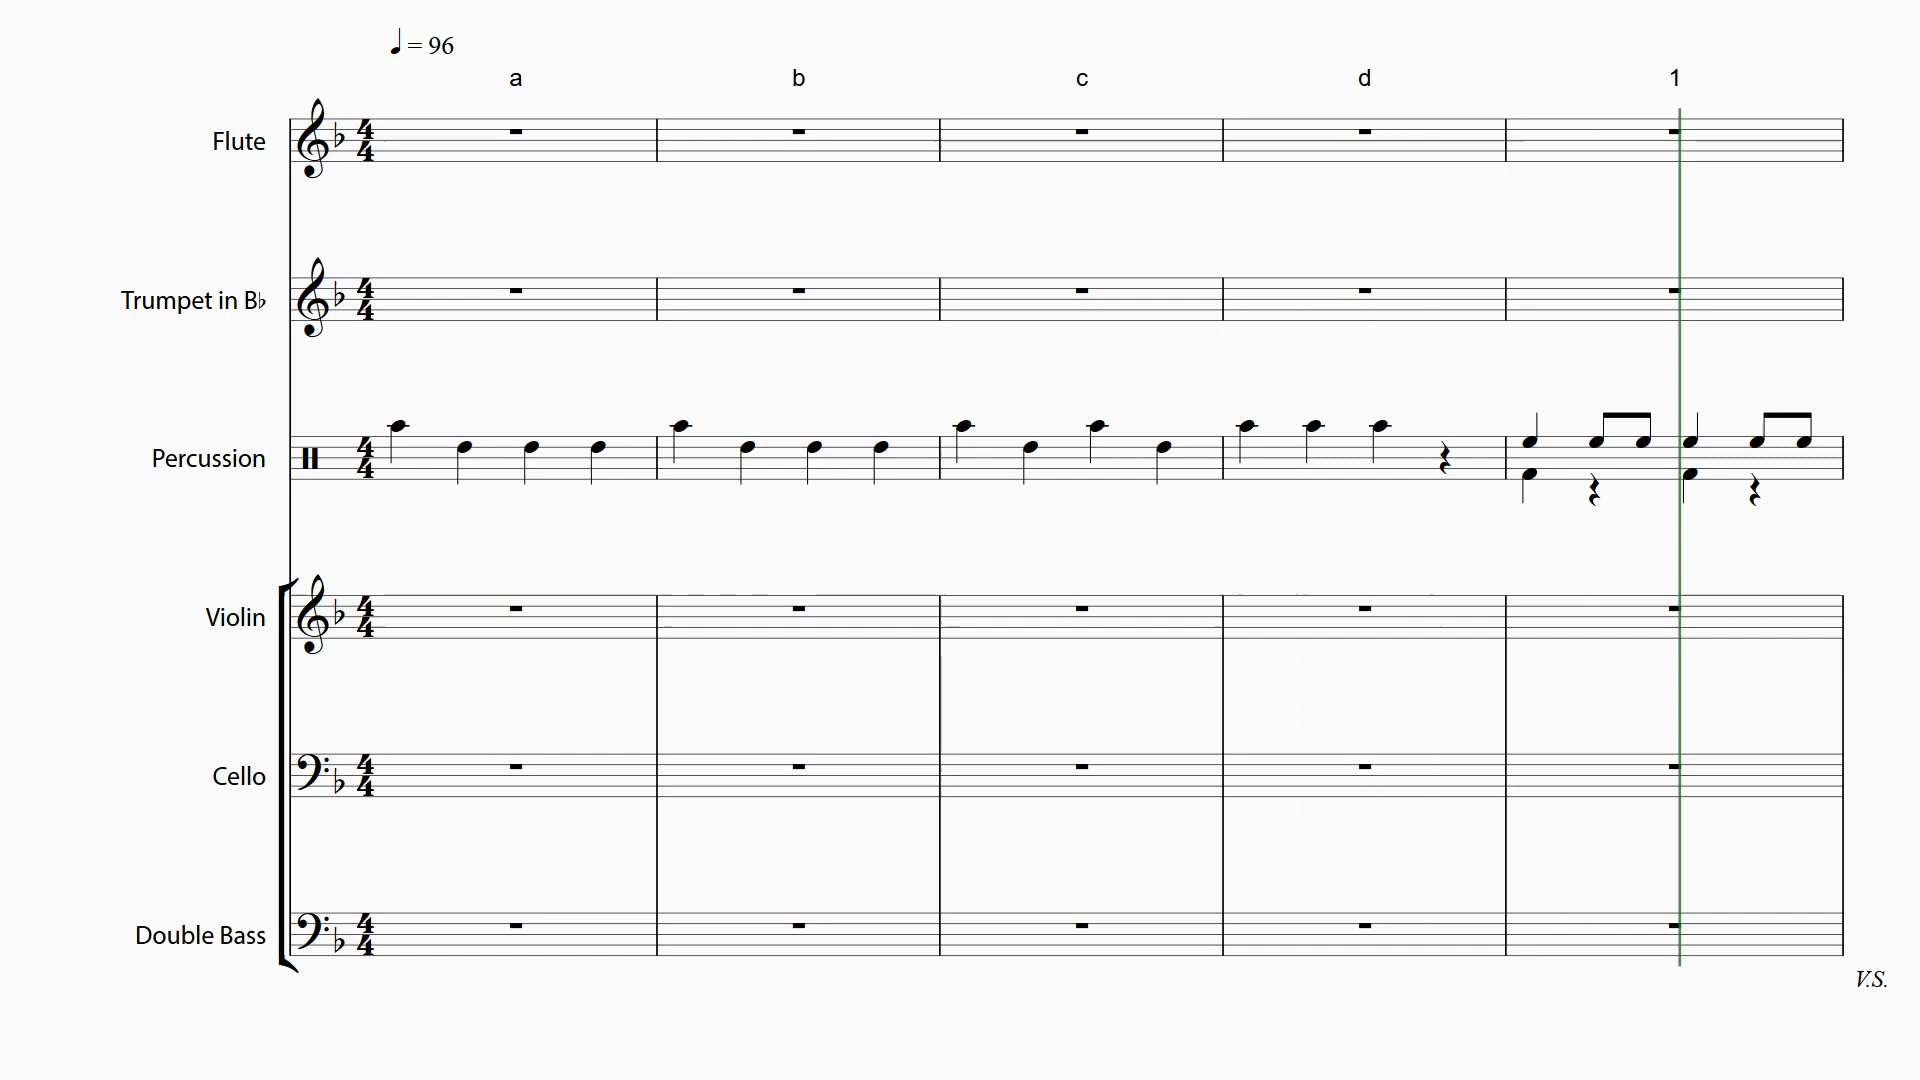 ♩ = 96
a b c d 1
Flute
Trumpet in B♭
Percussion
Violin
Cello
Double Bass
V.S.